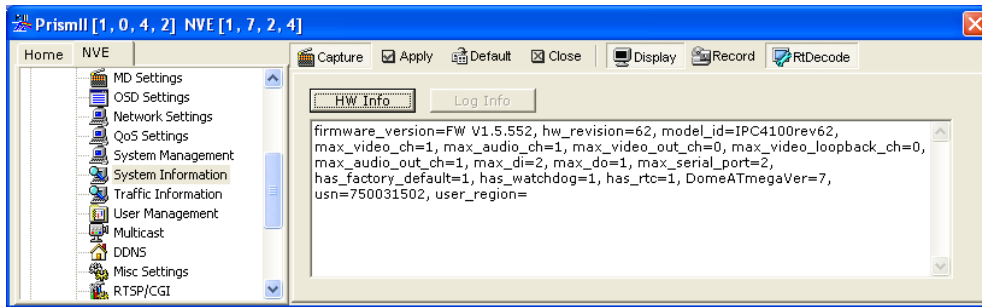 PrismII [1, 0, 4, 2] NVE [1, 7, 2, 4]
Home NVE
Capture Apply Default Close Display Record RtDecode
MD Settings
OSD Settings
Network Settings
QoS Settings
System Management
System Information
Traffic Information
User Management
Multicast
DDNS
Misc Settings
RTSP/CGI
HW Info Log Info
firmware_version=FW V1.5.552, hw_revision=62, model_id=IPC4100rev62,
max_video_ch=1, max_audio_ch=1, max_video_out_ch=0, max_video_loopback_ch=0,
max_audio_out_ch=1, max_di=2, max_do=1, max_serial_port=2,
has_factory_default=1, has_watchdog=1, has_rtc=1, DomeATmegaVer=7,
usn=750031502, user_region=